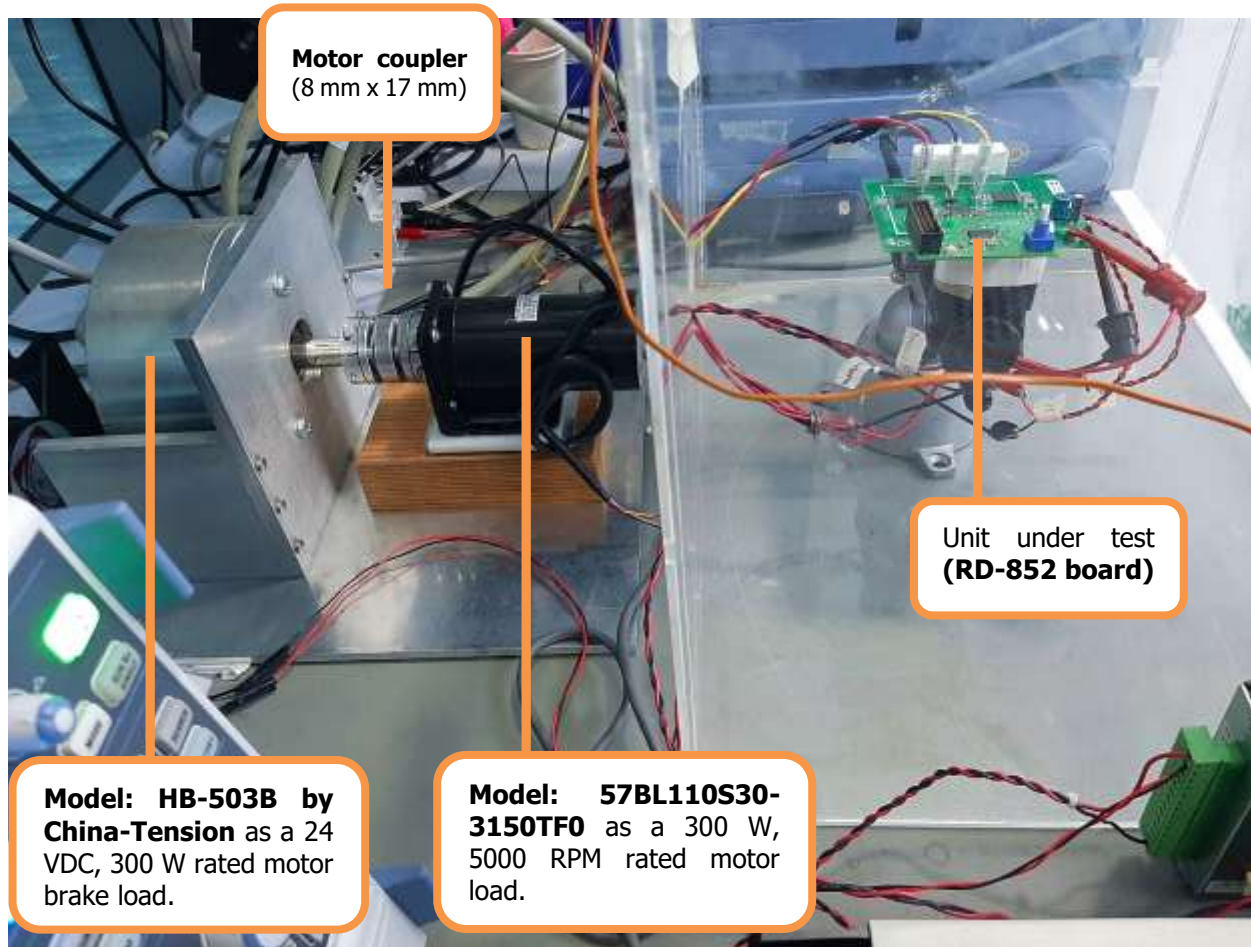 Motor coupler
(8 mm x 17 mm)
Unit under test
(RD-852 board)
Model: HB-503B by
China-Tension as a 24
VDC, 300 W rated motor
brake load.
Model: 57BL110S30-
3150TF0 as a 300 W,
5000 RPM rated motor
load.